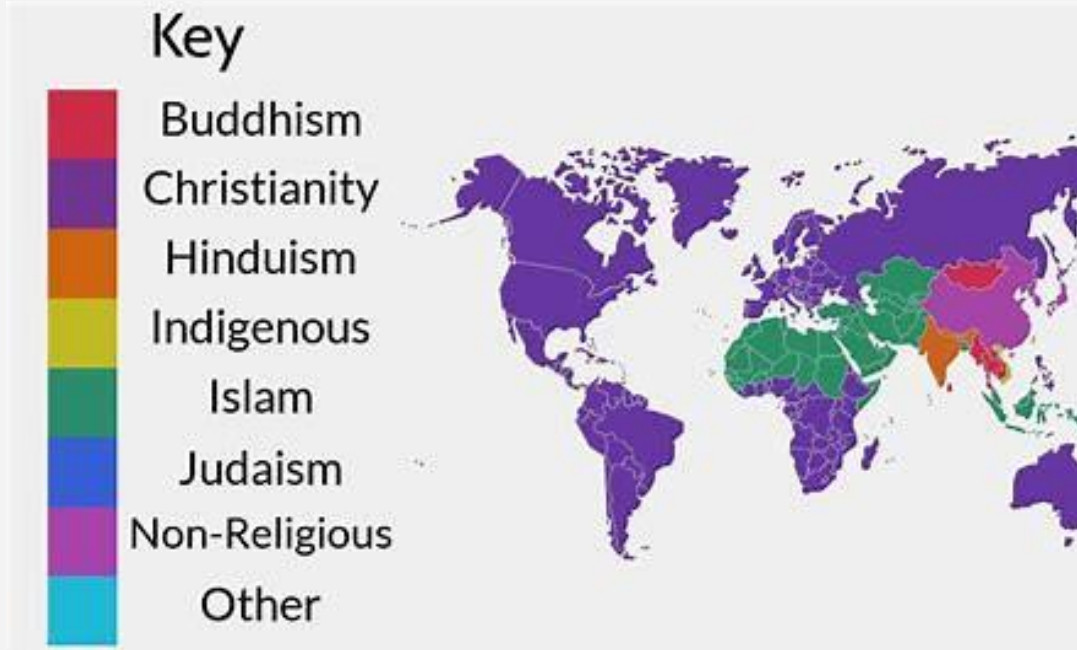 Key
Buddhism
Christianity
Hinduism
Indigenous
Islam
Judaism
Non-Religious
Other